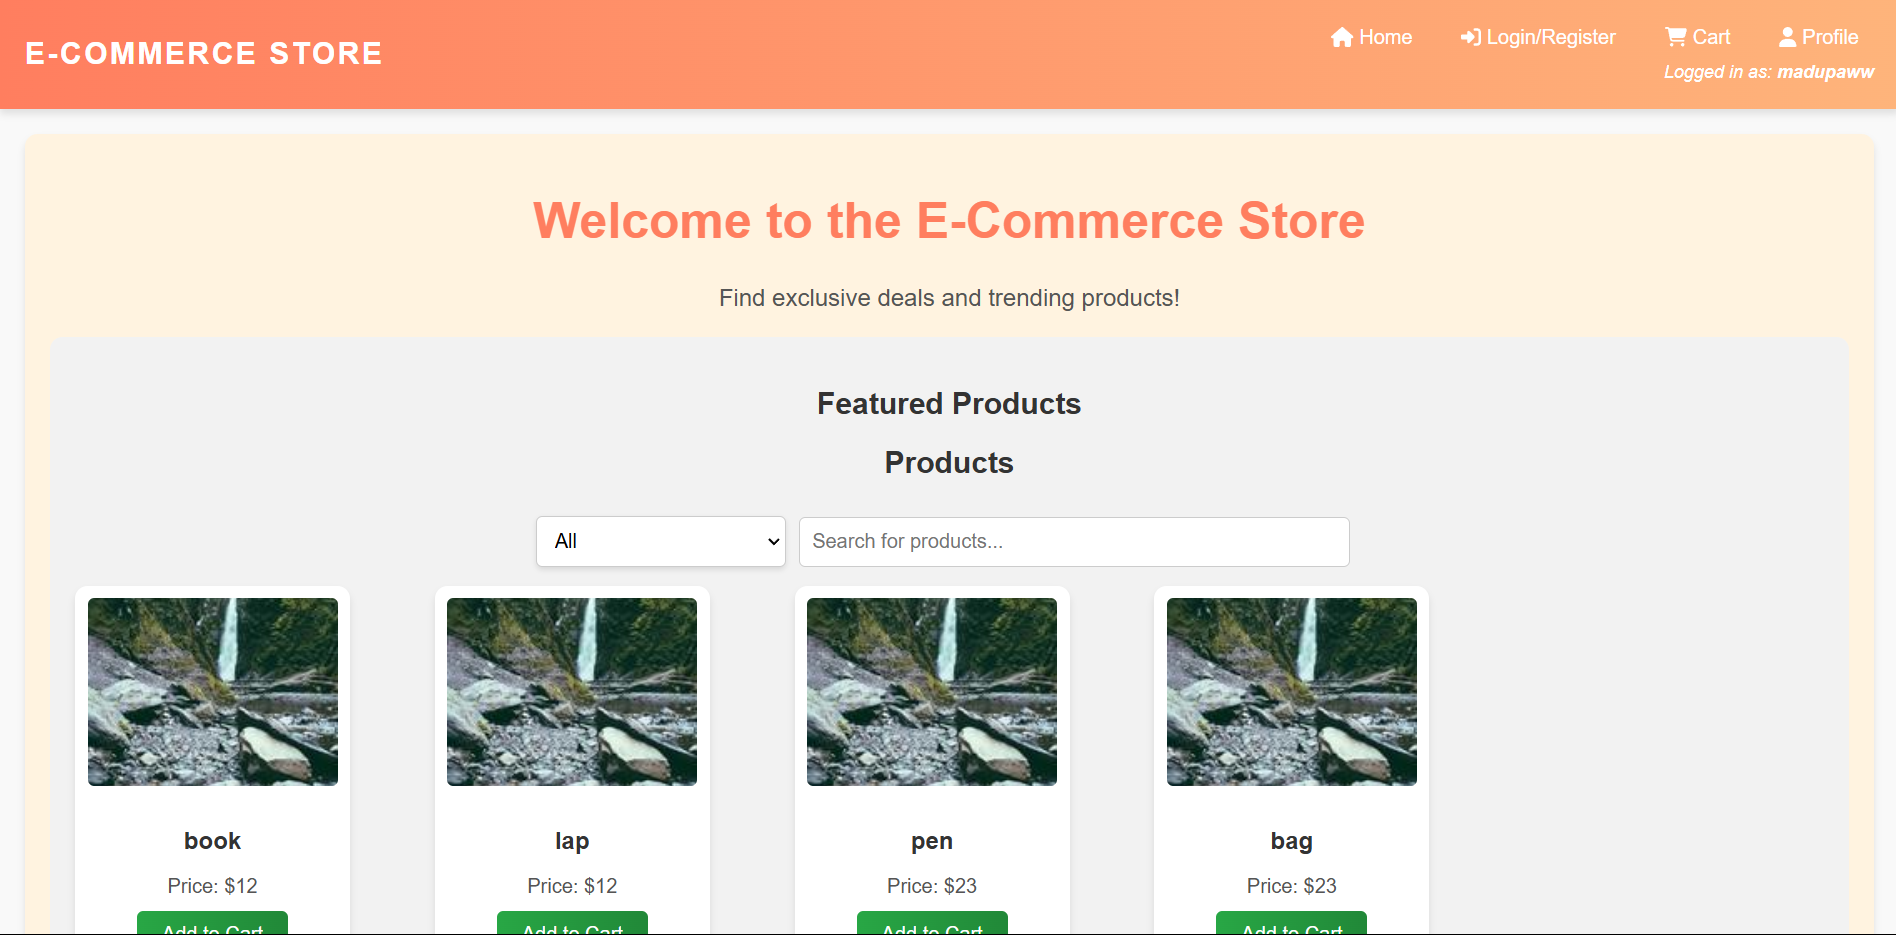 E-COMMERCE STORE
Home Login/Register Cart Profile
Logged in as: madupaww
Welcome to the E-Commerce Store
Find exclusive deals and trending products!
Featured Products
Products
All Search for products...
book lap pen bag
Price: $12 Price: $12 Price: $23 Price: $23
Add to Cart Add to Cart Add to Cart Add to Cart